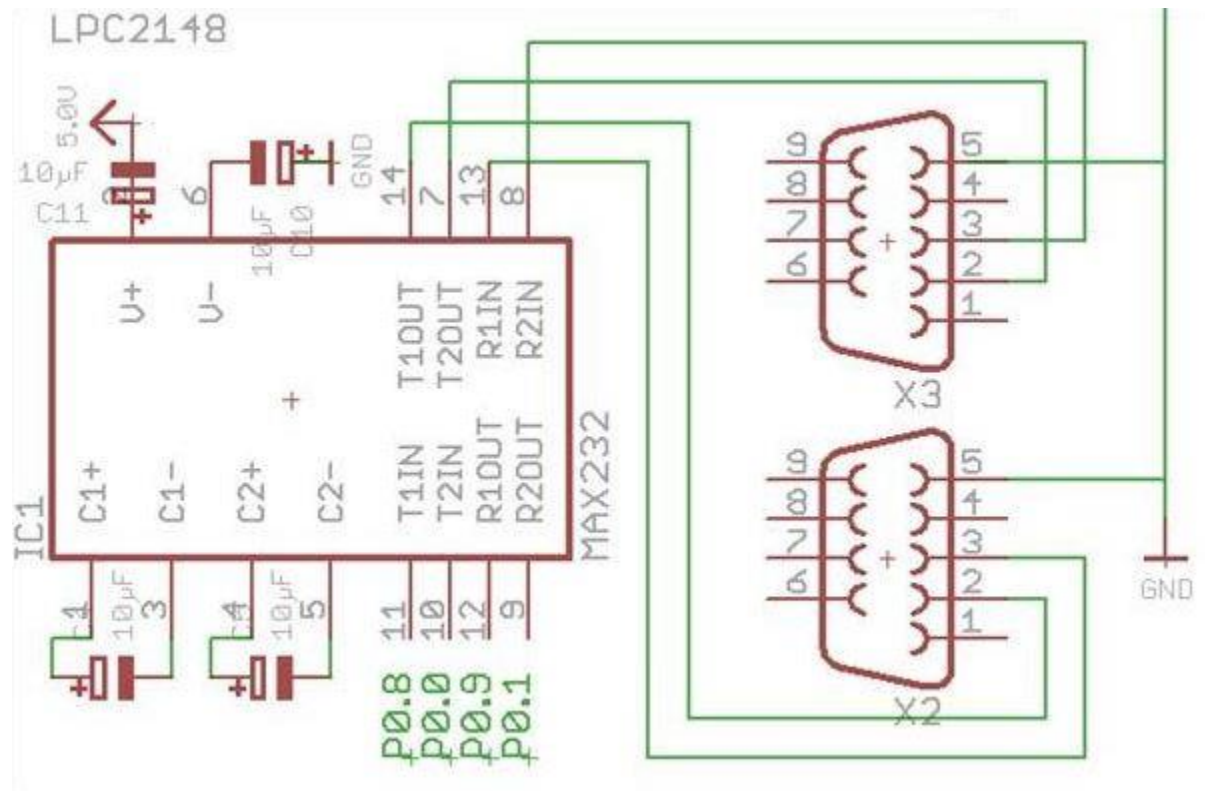 LPC2148
5.0V
10µF
C11
2
6
10µF
C10
GND
14
7
13
8
V+
V-
T1OUT
T2OUT
R1IN
R2IN
C1+
C1-
C2+
C2-
T1IN
T2IN
R1OUT
R2OUT
IC1
MAX232
1
10µF
3
4
10µF
5
11
10
12
9
P0.8
P0.0
P0.9
P0.1
9
8
7
6
5
4
3
2
1
X3
9
8
7
6
5
4
3
2
1
X2
GND